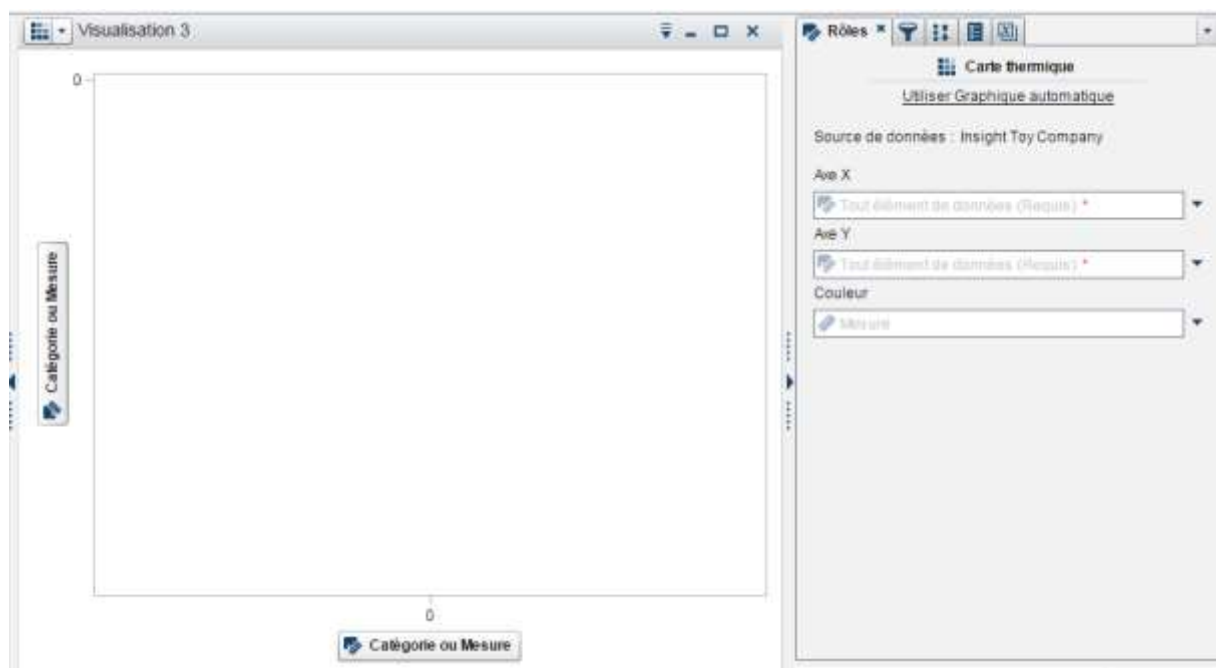 Visualisation 3
0
Catégorie ou Mesure
0
Catégorie ou Mesure
Rôles
Carte thermique
Utiliser Graphique automatique
Source de données : Insight Toy Company
Axe X
Tout élément de données (Requis) *
Axe Y
Tout élément de données (Requis) *
Couleur
Mesure